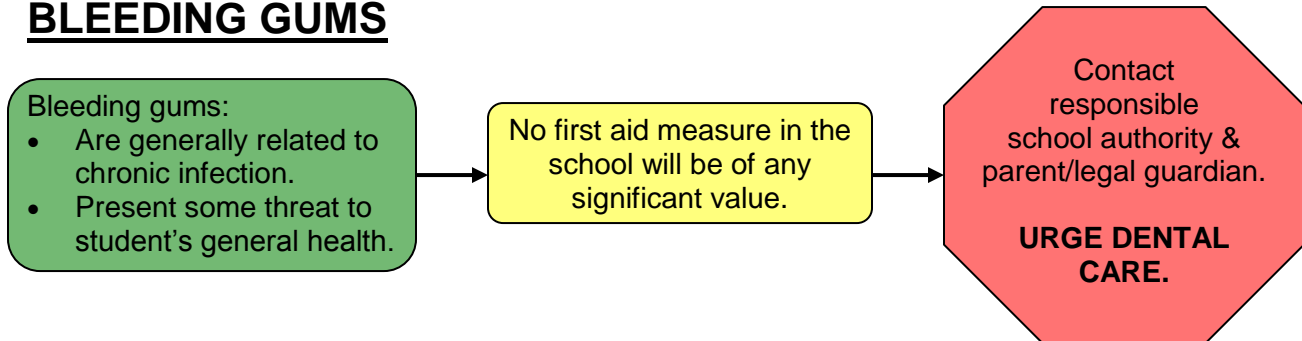 BLEEDING GUMS
Bleeding gums:
• Are generally related to
chronic infection.
• Present some threat to
student's general health.
No first aid measure in the
school will be of any
significant value.
Contact
responsible
school authority &
parent/legal guardian.
URGE DENTAL
CARE.